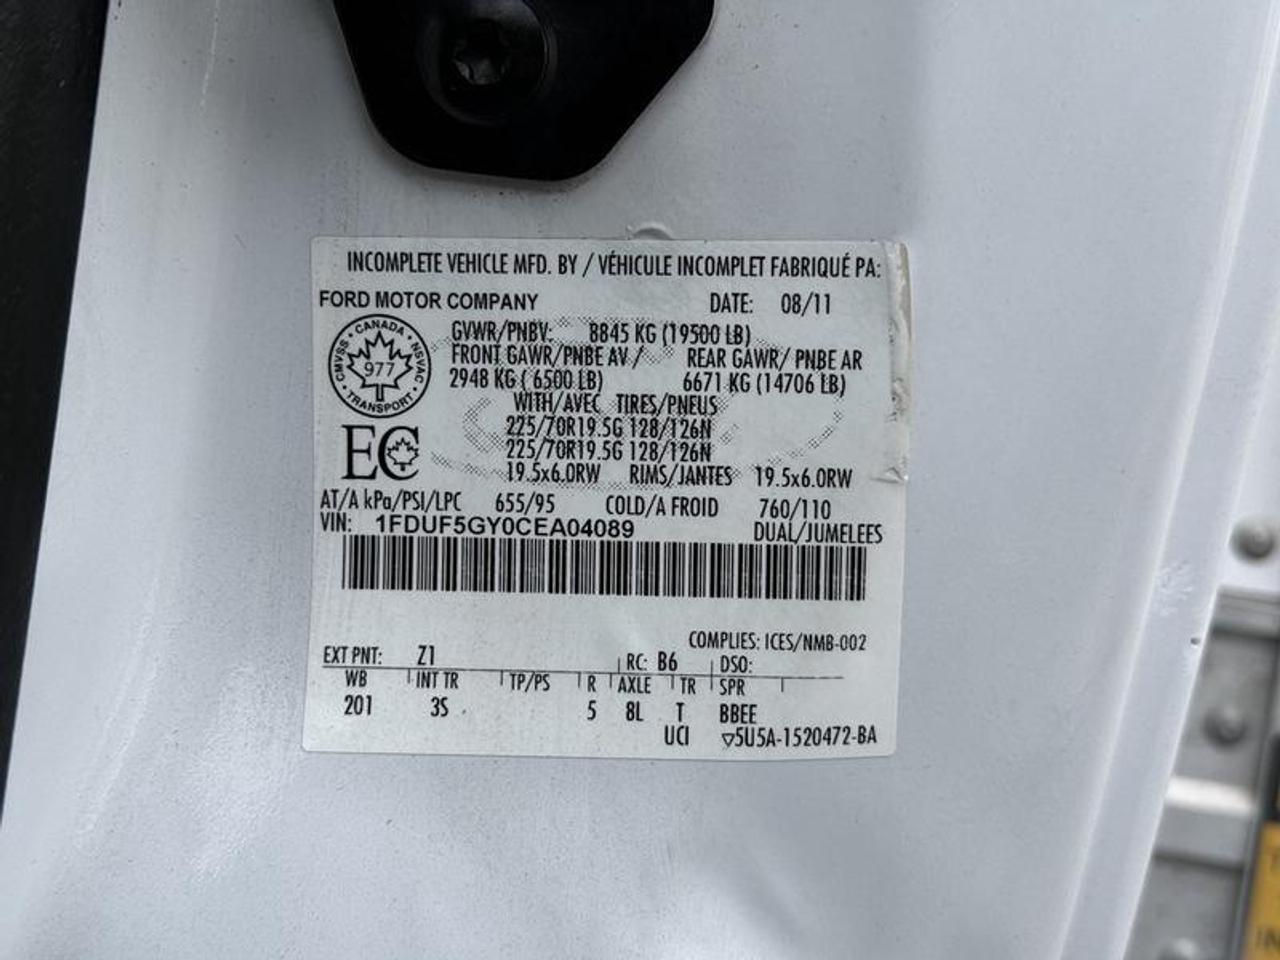 INCOMPLETE VEHICLE MFD. BY / VÉHICULE INCOMPLET FABRIQUÉ PA:
FORD MOTOR COMPANY DATE: 08/11
GVWR/PNBV: 8845 KG (19500 LB)
FRONT GAWR/PNBE AV / REAR GAWR/ PNBE AR
2948 KG ( 6500 LB) 6671 KG (14706 LB)
WITH/AVEC TIRES/PNEUS
225/70R19.5G 128/126N
225/70R19.5G 128/126N
19.5x6.0RW RIMS/JANTES 19.5x6.0RW
CANADA
CMVSS 977 NSVAC
TRANSPORT
EC
AT/A kPa/PSI/LPC 655/95 COLD/A FROID 760/110
VIN: 1FDUF5GY0CEA04089 DUAL/JUMELEES
COMPLIES: ICES/NMB-002
EXT PNT: Z1 RC: B6 DSO:
WB INT TR TP/PS R AXLE TR SPR
201 3S 5 8L T BBEE
UCI ▽5U5A-1520472-BA